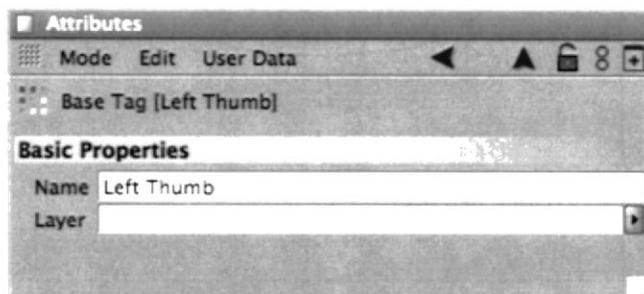 Attributes
Mode Edit User Data
Base Tag [Left Thumb]
Basic Properties
Name Left Thumb
Layer